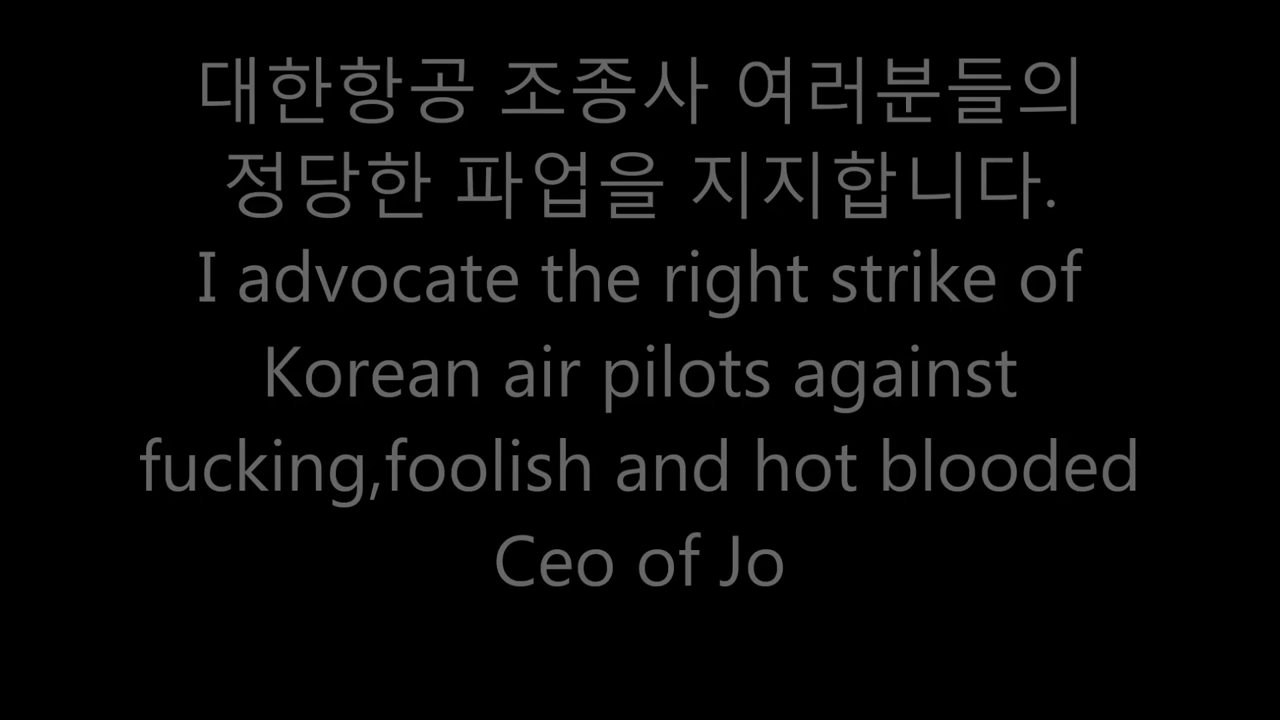 대한항공 조종사 여러분들의
정당한 파업을 지지합니다.
I advocate the right strike of
Korean air pilots against
fucking,foolish and hot blooded
Ceo of Jo